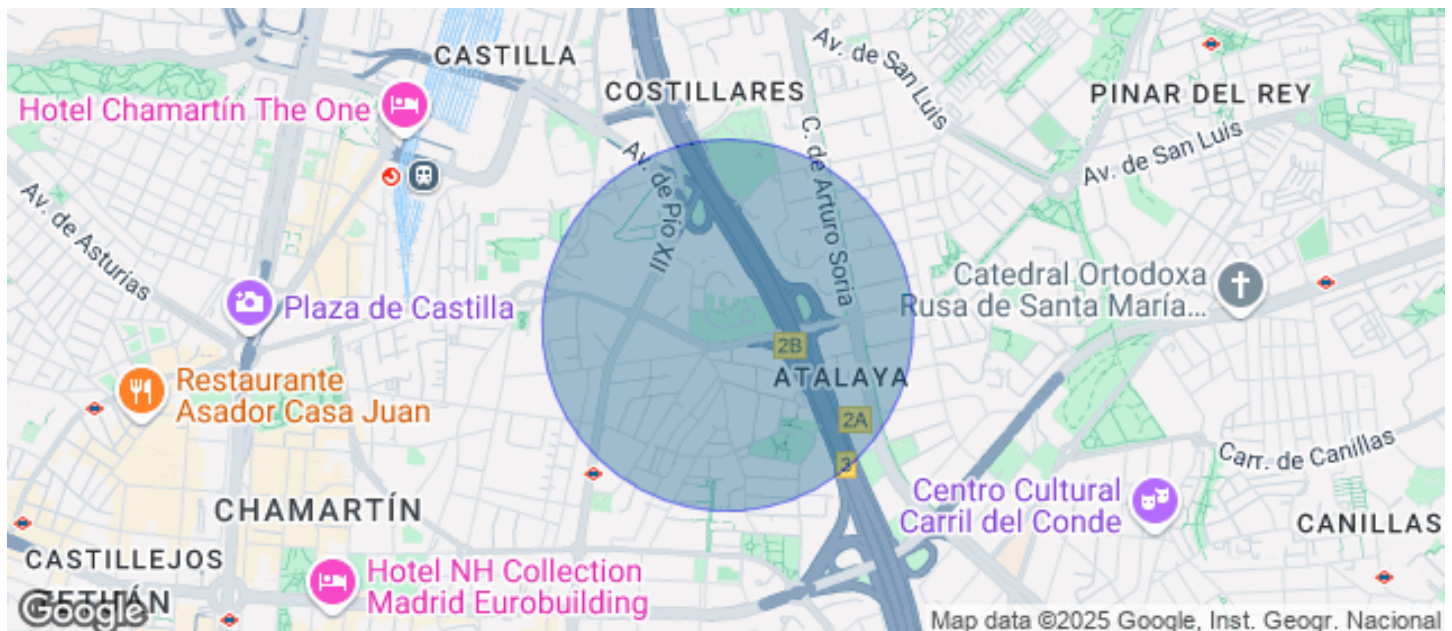 CASTILLA
Av. de San Luis
COSTILLARES
PINAR DEL REY
Hotel Chamartín The One
Av. de San Luis
Av. de Pío XII
C. de Arturo Soria
Av. de Asturias
Catedral Ortodoxa
Rusa de Santa María...
Plaza de Castilla
2B
Restaurante
Asador Casa Juan
ATALAYA
2A
Carr. de Canillas
3
Centro Cultural
Carril del Conde
CHAMARTÍN
CANILLAS
CASTILLEJOS
Hotel NH Collection
Madrid Eurobuilding
Google
Map data ©2025 Google, Inst. Geogr. Nacional